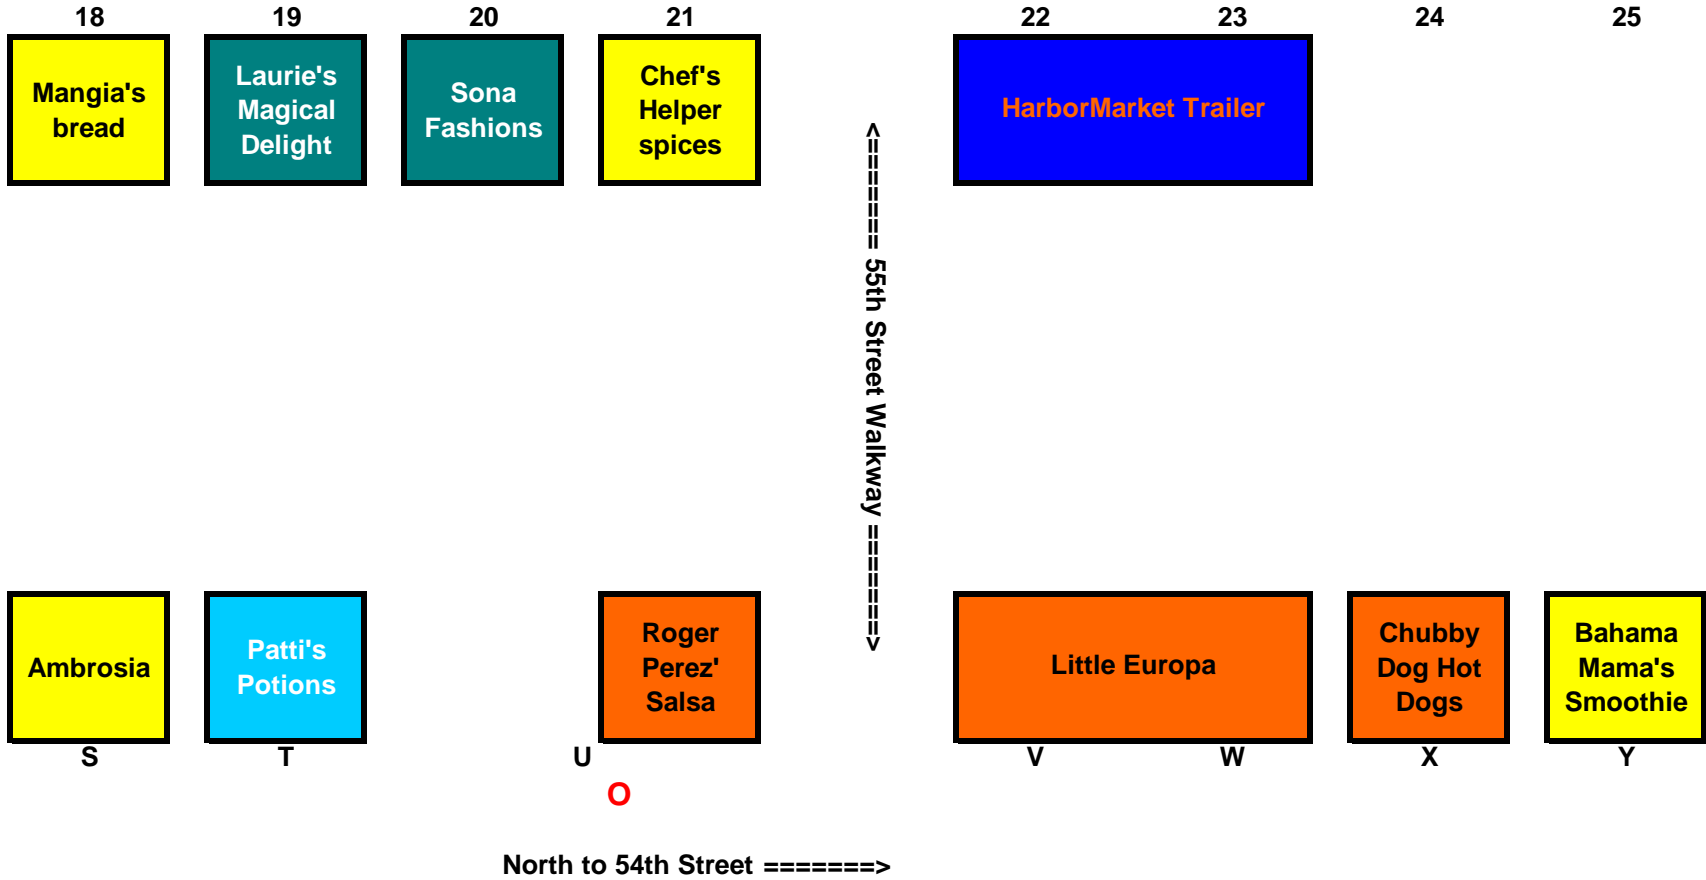 18 19 20 21 22 23 24 25
Mangia's
bread
Laurie's
Magical
Delight
Sona
Fashions
Chef's
Helper
spices
HarborMarket Trailer
<======== 55th Street Walkway ========>
Ambrosia
Patti's
Potions
Roger
Perez'
Salsa
Little Europa
Chubby
Dog Hot
Dogs
Bahama
Mama's
Smoothie
S T U V W X Y
O
North to 54th Street =======>